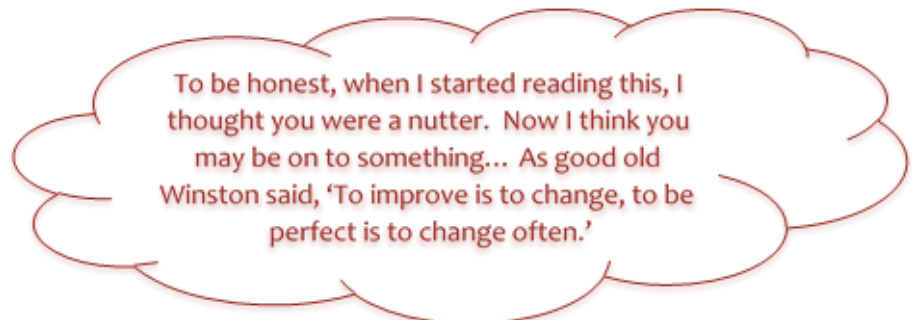 To be honest, when I started reading this, I
thought you were a nutter.  Now I think you
may be on to something…  As good old
Winston said, ‘To improve is to change, to be
perfect is to change often.’